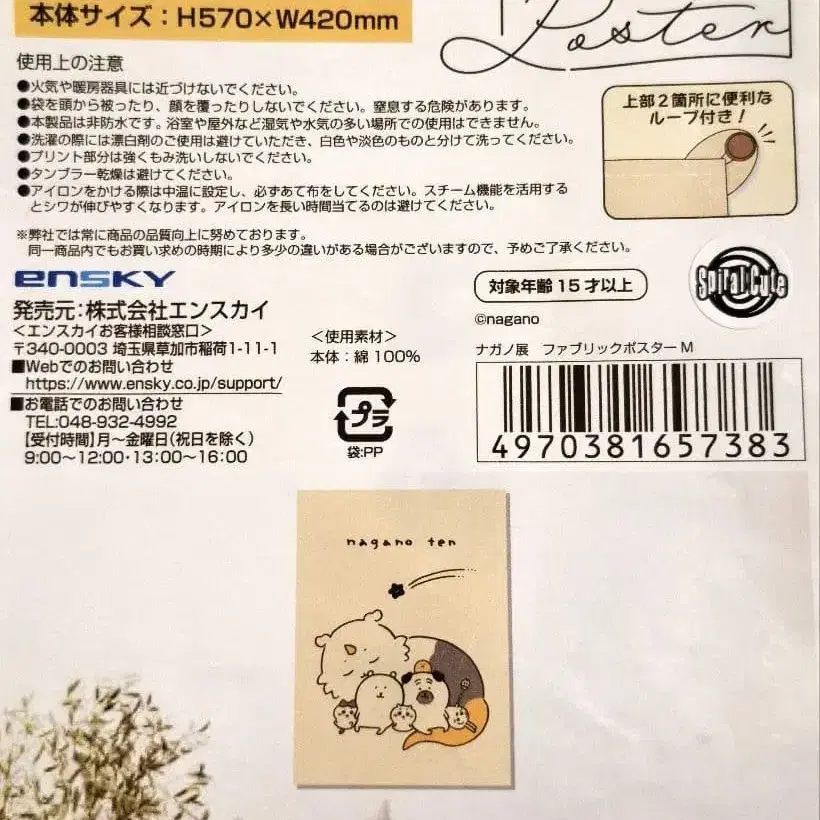 本体サイズ：H570×W420mm
Poster
使用上の注意
●火気や暖房器具には近づけないでください。
●袋を頭から被ったり、顔を覆ったりしないでください。窒息する危険があります。
●本製品は非防水です。浴室や屋外など湿気や水気の多い場所での使用はできません。
●洗濯の際には漂白剤のご使用は避けていただき、白色や淡色のものと分けて洗ってください。
●プリント部分は強くもみ洗いしないでください。
●タンブラー乾燥は避けてください。
●アイロンをかける際は中温に設定し、必ずあて布をしてください。スチーム機能を活用する
とシワが伸びやすくなります。アイロンを長い時間当てるのは避けてください。
上部2箇所に便利な
ループ付き！
※弊社では常に商品の品質向上に努めております。
同一商品内でもお買い求めの時期により多少の違いがある場合がございますので、予めご了承ください。
ensky
発売元：株式会社エンスカイ
＜エンスカイお客様相談窓口＞
〒340-0003 埼玉県草加市稲荷1-11-1
■Webでのお問い合わせ
https://www.ensky.co.jp/support/
■お電話でのお問い合わせ
TEL:048-932-4992
【受付時間】月～金曜日（祝日を除く）
9:00～12:00・13:00～16:00
＜使用素材＞
本体：綿 100%
プラ
袋:PP
対象年齢 15 才以上
©nagano
Spiral Cute
ナガノ展 ファブリックポスター M
4970381657383
nagano ten